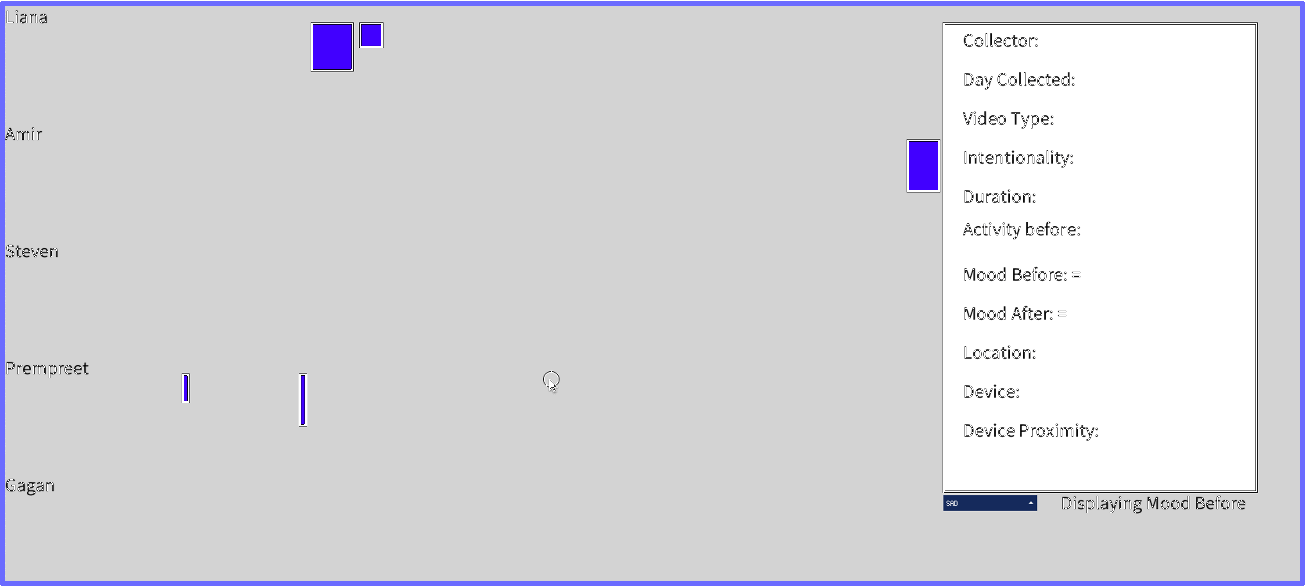 Liana
Amir
Steven
Prempreet
Gagan
Collector:
Day Collected:
Video Type:
Intentionality:
Duration:
Activity before:
Mood Before: =
Mood After: =
Location:
Device:
Device Proximity:
SAD
Displaying Mood Before